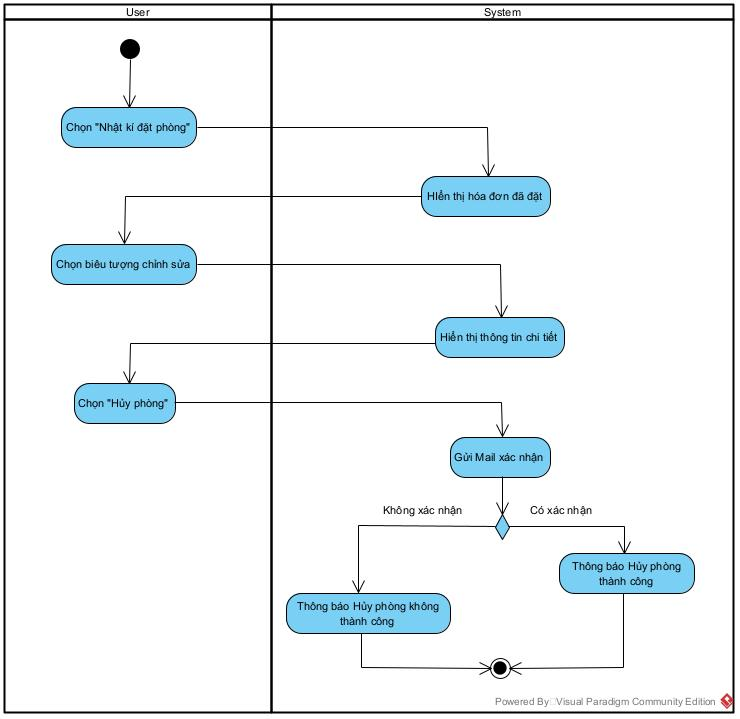 User
System
Chọn "Nhật kí đặt phòng"
HIển thị hóa đơn đã đặt
Chọn biêu tượng chỉnh sửa
Hiển thị thông tin chi tiết
Chọn "Hủy phòng"
Gửi Mail xác nhận
Không xác nhận
Có xác nhận
Thông báo Hủy phòng
thành công
Thông báo Hủy phòng không
thành công
Powered By Visual Paradigm Community Edition